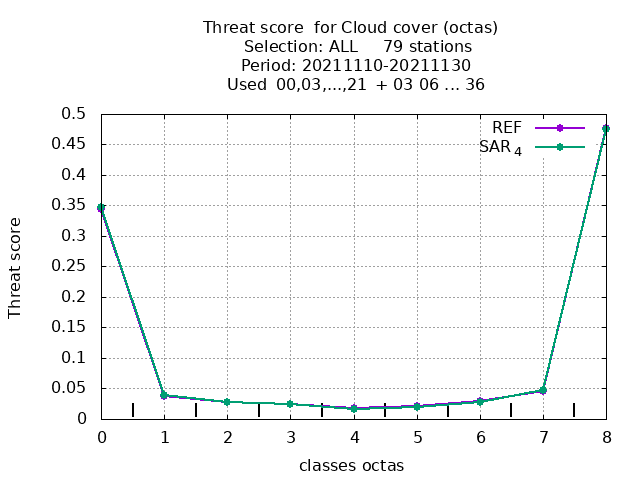 Threat score  for Cloud cover (octas)
Selection: ALL     79 stations
Period: 20211110-20211130
Used  00,03,...,21  + 03 06 ... 36
REF
SAR 4
0.5
0.45
0.4
0.35
0.3
0.25
0.2
0.15
0.1
0.05
0
Threat score
0 1 2 3 4 5 6 7 8
classes octas